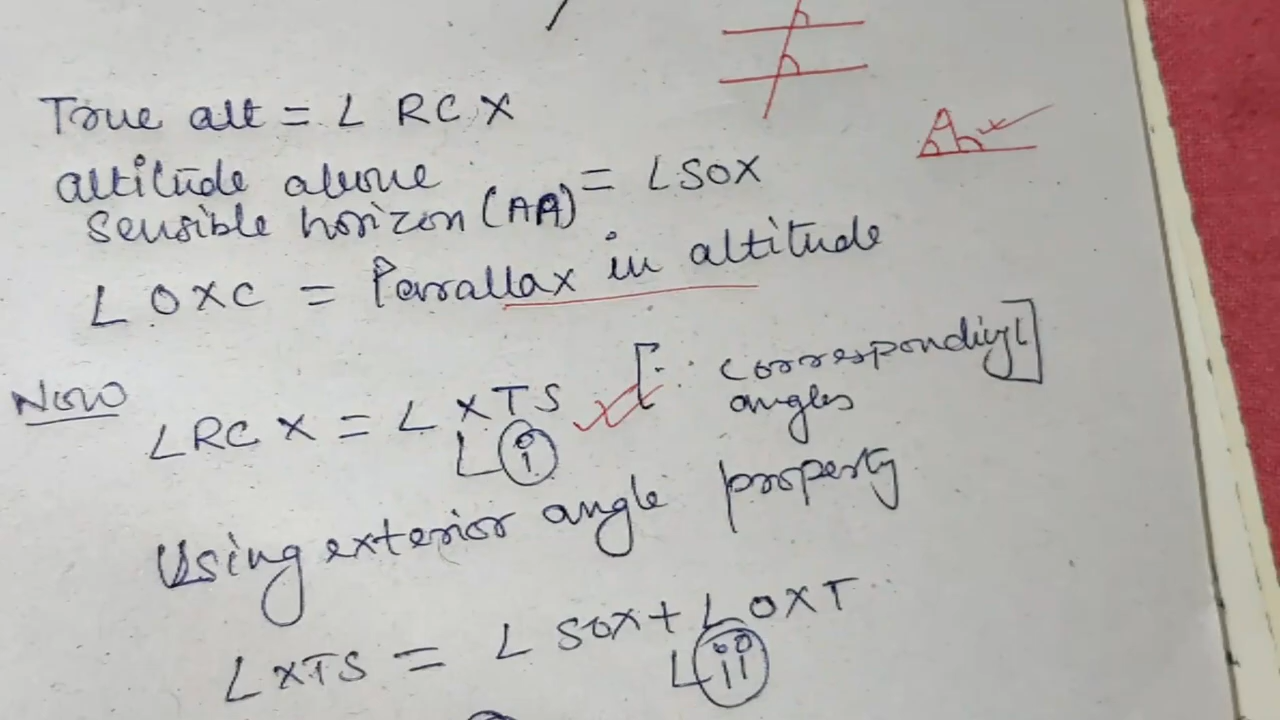 True alt = ∠ RCX
altitude above
sensible horizon (AA) = ∠SOX
∠ OXC = Parallax in altitude
Now
∠RCX = ∠ XTS [∵ corresponding angles]
∟ i
Using exterior angle property
∠XTS = ∠ SOX + ∠OXT
∟ ii